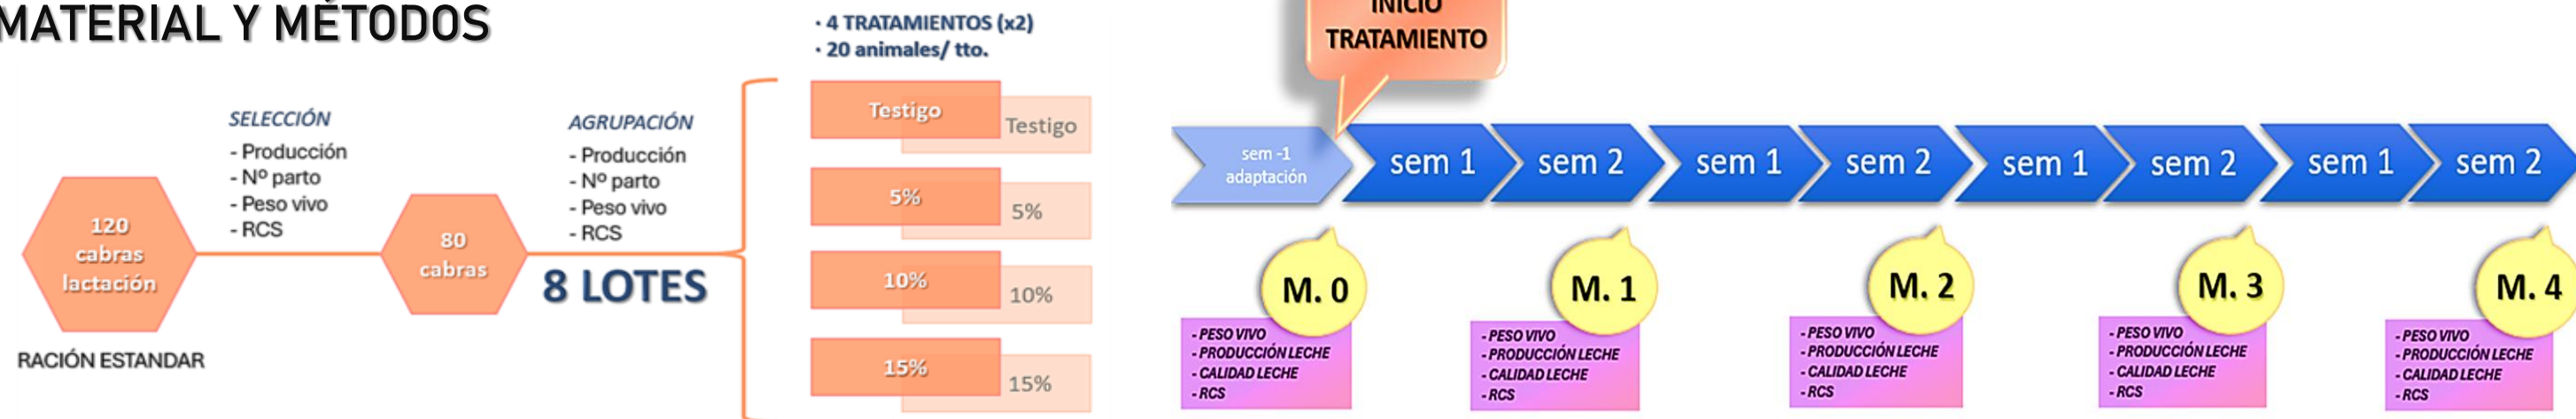 MATERIAL Y MÉTODOS
120
cabras
lactación
RACIÓN ESTANDAR
SELECCIÓN
- Producción
- Nº parto
- Peso vivo
- RCS
80
cabras
AGRUPACIÓN
- Producción
- Nº parto
- Peso vivo
- RCS
8 LOTES
· 4 TRATAMIENTOS (x2)
· 20 animales/ tto.
Testigo
Testigo
5%
5%
10%
10%
15%
15%
INICIO
TRATAMIENTO
sem -1
adaptación
sem 1
sem 2
sem 1
sem 2
sem 1
sem 2
sem 1
sem 2
M. 0
- PESO VIVO
- PRODUCCIÓN LECHE
- CALIDAD LECHE
- RCS
M. 1
- PESO VIVO
- PRODUCCIÓN LECHE
- CALIDAD LECHE
- RCS
M. 2
- PESO VIVO
- PRODUCCIÓN LECHE
- CALIDAD LECHE
- RCS
M. 3
- PESO VIVO
- PRODUCCIÓN LECHE
- CALIDAD LECHE
- RCS
M. 4
- PESO VIVO
- PRODUCCIÓN LECHE
- CALIDAD LECHE
- RCS